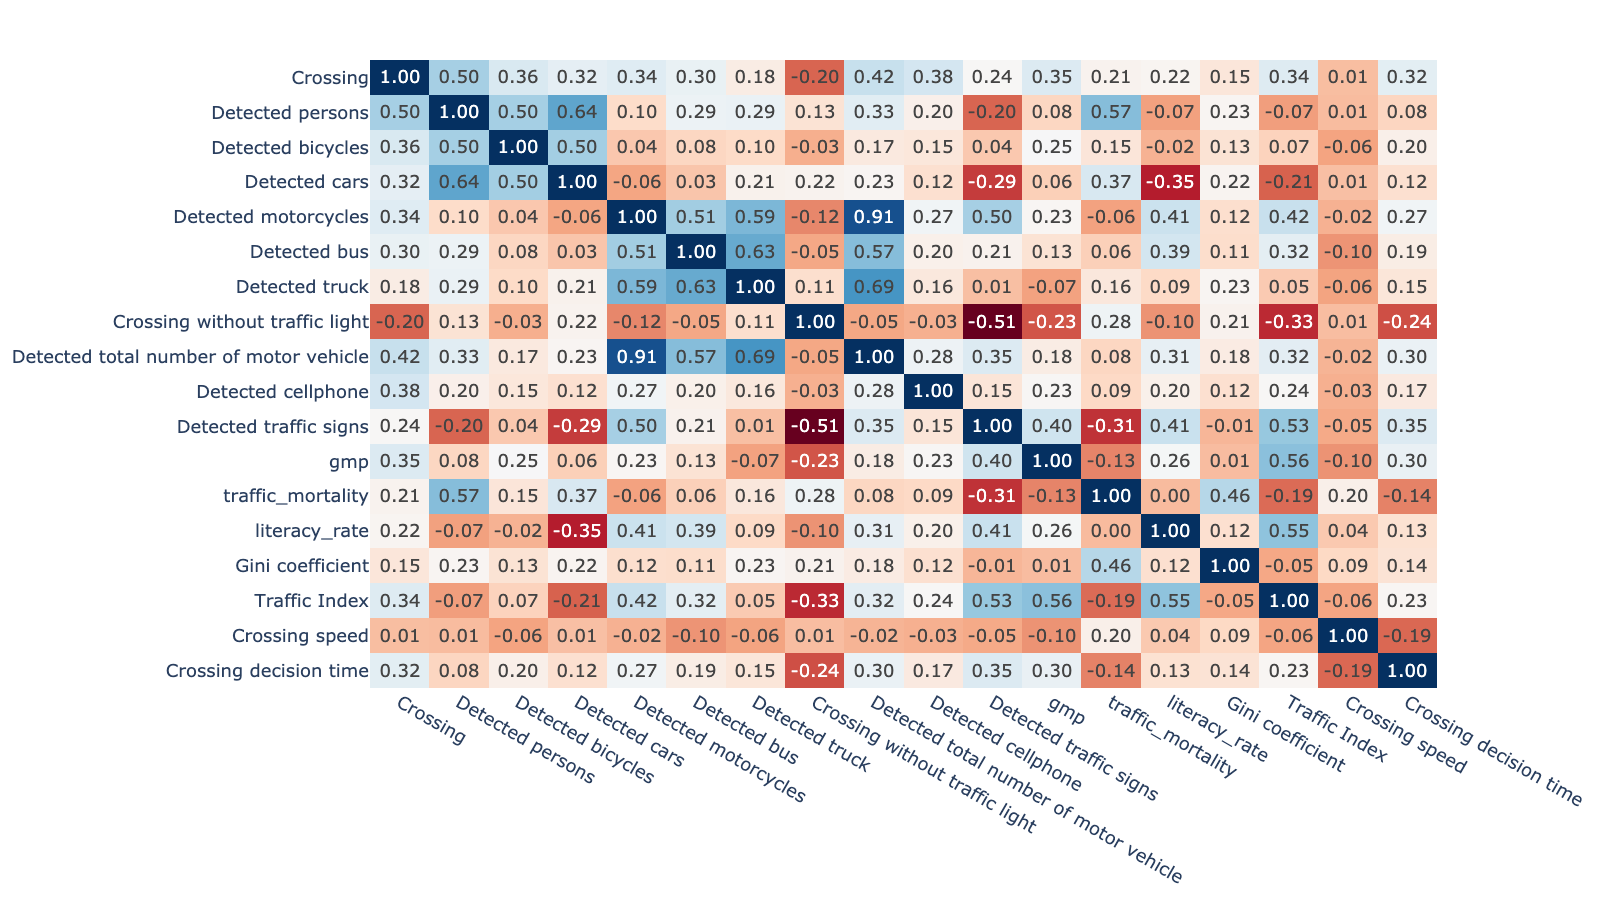 Crossing 1.00 0.50 0.36 0.32 0.34 0.30 0.18 -0.20 0.42 0.38 0.24 0.35 0.21 0.22 0.15 0.34 0.01 0.32
Detected persons 0.50 1.00 0.50 0.64 0.10 0.29 0.29 0.13 0.33 0.20 -0.20 0.08 0.57 -0.07 0.23 -0.07 0.01 0.08
Detected bicycles 0.36 0.50 1.00 0.50 0.04 0.08 0.10 -0.03 0.17 0.15 0.04 0.25 0.15 -0.02 0.13 0.07 -0.06 0.20
Detected cars 0.32 0.64 0.50 1.00 -0.06 0.03 0.21 0.22 0.23 0.12 -0.29 0.06 0.37 -0.35 0.22 -0.21 0.01 0.12
Detected motorcycles 0.34 0.10 0.04 -0.06 1.00 0.51 0.59 -0.12 0.91 0.27 0.50 0.23 -0.06 0.41 0.12 0.42 -0.02 0.27
Detected bus 0.30 0.29 0.08 0.03 0.51 1.00 0.63 -0.05 0.57 0.20 0.21 0.13 0.06 0.39 0.11 0.32 -0.10 0.19
Detected truck 0.18 0.29 0.10 0.21 0.59 0.63 1.00 0.11 0.69 0.16 0.01 -0.07 0.16 0.09 0.23 0.05 -0.06 0.15
Crossing without traffic light -0.20 0.13 -0.03 0.22 -0.12 -0.05 0.11 1.00 -0.05 -0.03 -0.51 -0.23 0.28 -0.10 0.21 -0.33 0.01 -0.24
Detected total number of motor vehicle 0.42 0.33 0.17 0.23 0.91 0.57 0.69 -0.05 1.00 0.28 0.35 0.18 0.08 0.31 0.18 0.32 -0.02 0.30
Detected cellphone 0.38 0.20 0.15 0.12 0.27 0.20 0.16 -0.03 0.28 1.00 0.15 0.23 0.09 0.20 0.12 0.24 -0.03 0.17
Detected traffic signs 0.24 -0.20 0.04 -0.29 0.50 0.21 0.01 -0.51 0.35 0.15 1.00 0.40 -0.31 0.41 -0.01 0.53 -0.05 0.35
gmp 0.35 0.08 0.25 0.06 0.23 0.13 -0.07 -0.23 0.18 0.23 0.40 1.00 -0.13 0.26 0.01 0.56 -0.10 0.30
traffic_mortality 0.21 0.57 0.15 0.37 -0.06 0.06 0.16 0.28 0.08 0.09 -0.31 -0.13 1.00 0.00 0.46 -0.19 0.20 -0.14
literacy_rate 0.22 -0.07 -0.02 -0.35 0.41 0.39 0.09 -0.10 0.31 0.20 0.41 0.26 0.00 1.00 0.12 0.55 0.04 0.13
Gini coefficient 0.15 0.23 0.13 0.22 0.12 0.11 0.23 0.21 0.18 0.12 -0.01 0.01 0.46 0.12 1.00 -0.05 0.09 0.14
Traffic Index 0.34 -0.07 0.07 -0.21 0.42 0.32 0.05 -0.33 0.32 0.24 0.53 0.56 -0.19 0.55 -0.05 1.00 -0.06 0.23
Crossing speed 0.01 0.01 -0.06 0.01 -0.02 -0.10 -0.06 0.01 -0.02 -0.03 -0.05 -0.10 0.20 0.04 0.09 -0.06 1.00 -0.19
Crossing decision time 0.32 0.08 0.20 0.12 0.27 0.19 0.15 -0.24 0.30 0.17 0.35 0.30 -0.14 0.13 0.14 0.23 -0.19 1.00
Crossing
Detected persons
Detected bicycles
Detected cars
Detected motorcycles
Detected bus
Detected truck
Crossing without traffic light
Detected total number of motor vehicle
Detected cellphone
Detected traffic signs
gmp
traffic_mortality
literacy_rate
Gini coefficient
Traffic Index
Crossing speed
Crossing decision time